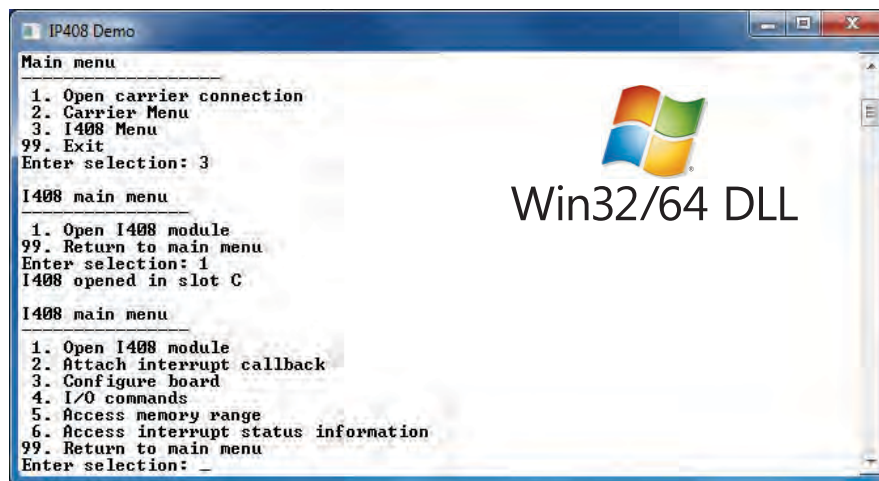 IP408 Demo
Main menu
1. Open carrier connection
2. Carrier Menu
3. I408 Menu
99. Exit
Enter selection: 3
I408 main menu
1. Open I408 module
99. Return to main menu
Enter selection: 1
I408 opened in slot C
I408 main menu
1. Open I408 module
2. Attach interrupt callback
3. Configure board
4. I/O commands
5. Access memory range
6. Access interrupt status information
99. Return to main menu
Enter selection: _
Win32/64 DLL